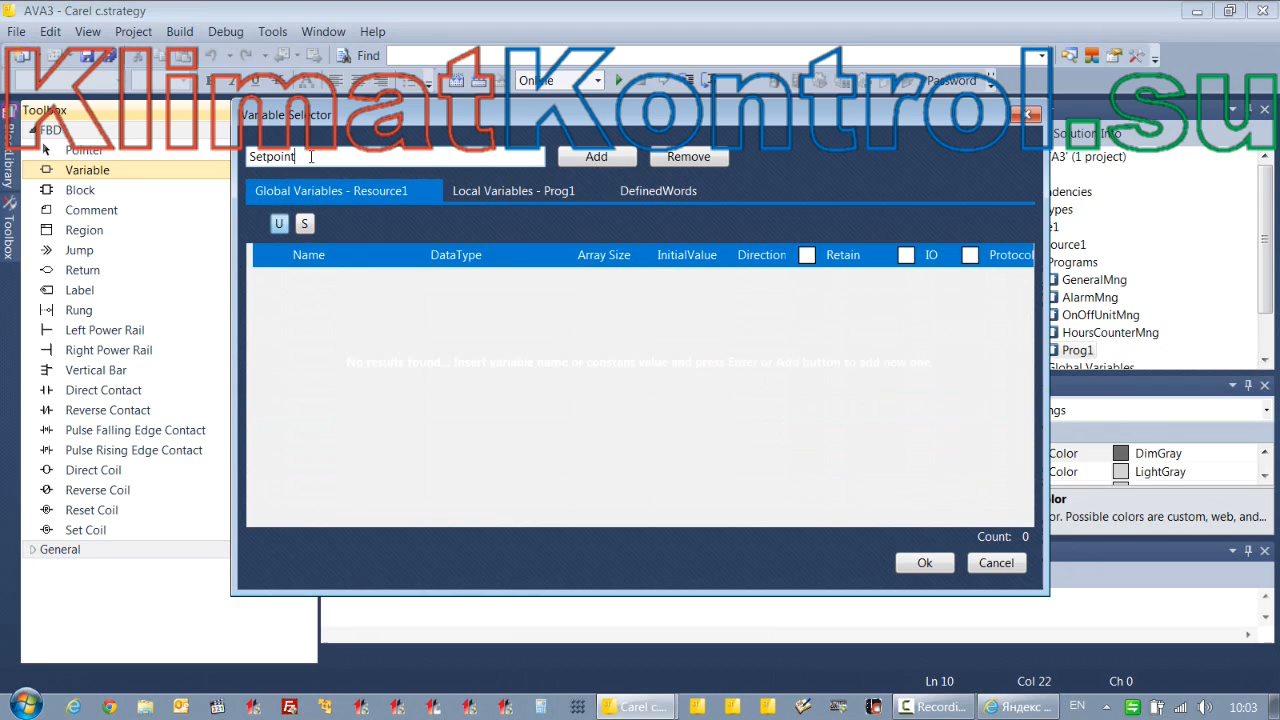 AVA3 - Carel c.strategy
File Edit View Project Build Debug Tools Window Help
Find
KlimatKontrol.su
Online
Password
Toolbox
Solution Info
Variable Selector
FBD
Pointer
Setpoint
Add
Remove
A3' (1 project)
Variable
Global Variables - Resource1
Local Variables - Prog1
DefinedWords
Block
Comment
Region
Jump
Return
Label
Rung
Left Power Rail
Right Power Rail
Vertical Bar
Direct Contact
Reverse Contact
Pulse Falling Edge Contact
Pulse Rising Edge Contact
Direct Coil
Reverse Coil
Reset Coil
Set Coil
General
U S
Name DataType Array Size InitialValue Direction Retain IO Protocol
No results found... Insert variable name or constant value and press Enter or Add button to add new one.
Count: 0
Ok
Cancel
endencies
ypes
e1
source1
Programs
GeneralMng
AlarmMng
OnOffUnitMng
HoursCounterMng
Prog1
Global Variables
ngs
Color DimGray
Color LightGray
lor
or. Possible colors are custom, web, and...
Block Library
Toolbox
Ln 10 Col 22 Ch 0
Carel c...
Recordi...
Яндекс ...
EN
10:03